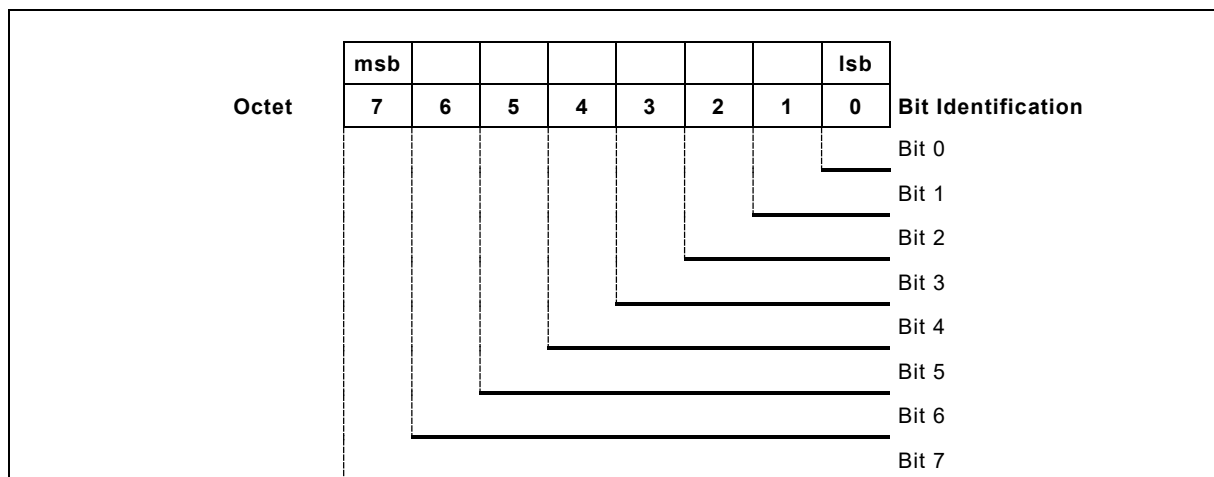 msb lsb
Octet 7 6 5 4 3 2 1 0 Bit Identification
Bit 0
Bit 1
Bit 2
Bit 3
Bit 4
Bit 5
Bit 6
Bit 7